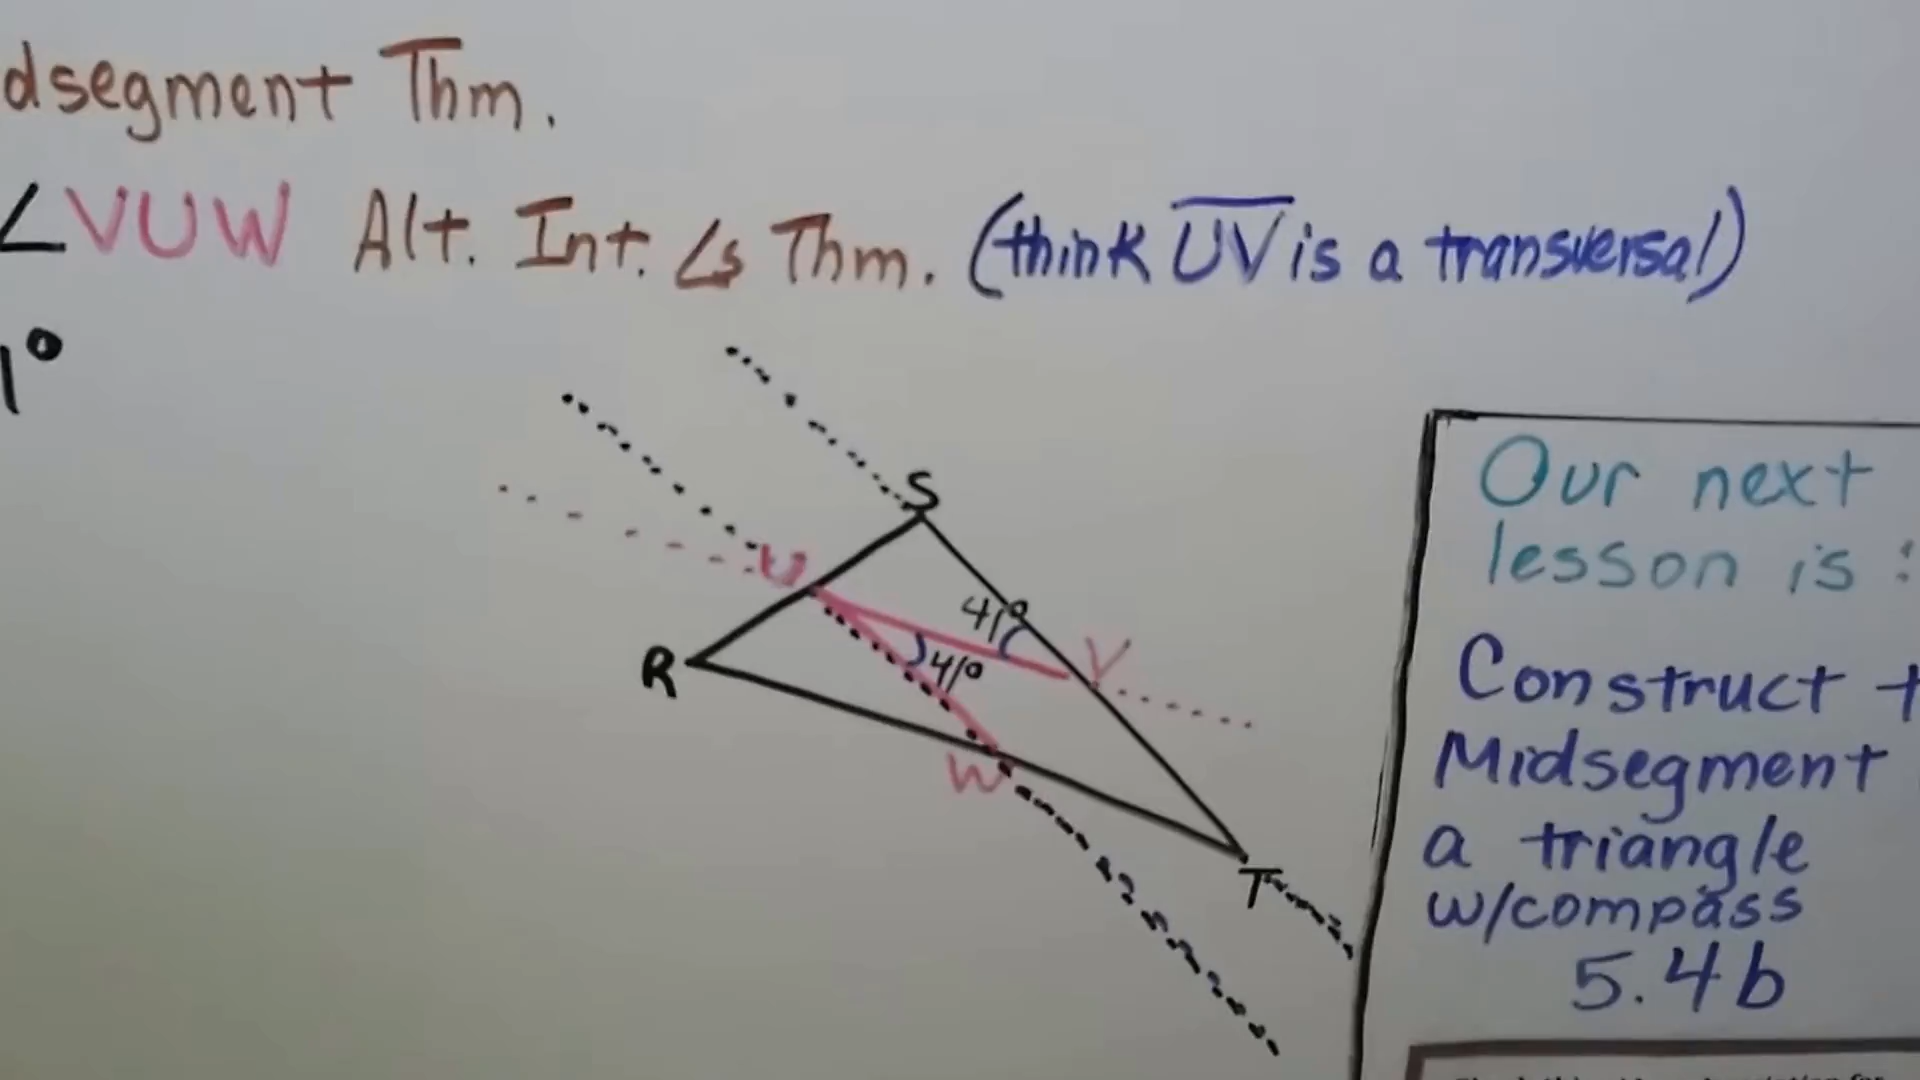 dsegment Thm.
∠VUW Alt. Int. ∠s Thm. (think UV is a transversal)
1°
S
U
41°
V
R
41°
W
T
Our next
lesson is:
Construct t
Midsegment
a triangle
w/compass
5.4b